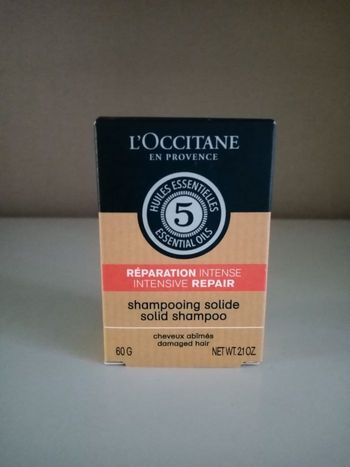 L'OCCITANE
EN PROVENCE
HUILES ESSENTIELLES
5
ESSENTIAL OILS
RÉPARATION INTENSE
INTENSIVE REPAIR
shampooing solide
solid shampoo
cheveux abîmés
damaged hair
60 G NET WT. 2.1 OZ.